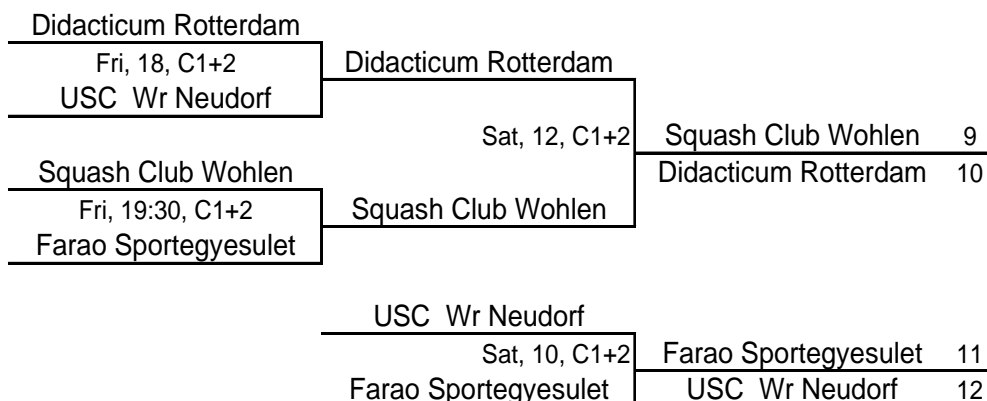 Didacticum Rotterdam
Fri, 18, C1+2 Didacticum Rotterdam
USC Wr Neudorf
Sat, 12, C1+2 Squash Club Wohlen 9
Squash Club Wohlen Didacticum Rotterdam 10
Fri, 19:30, C1+2 Squash Club Wohlen
Farao Sportegyesulet
USC Wr Neudorf
Sat, 10, C1+2 Farao Sportegyesulet 11
Farao Sportegyesulet USC Wr Neudorf 12